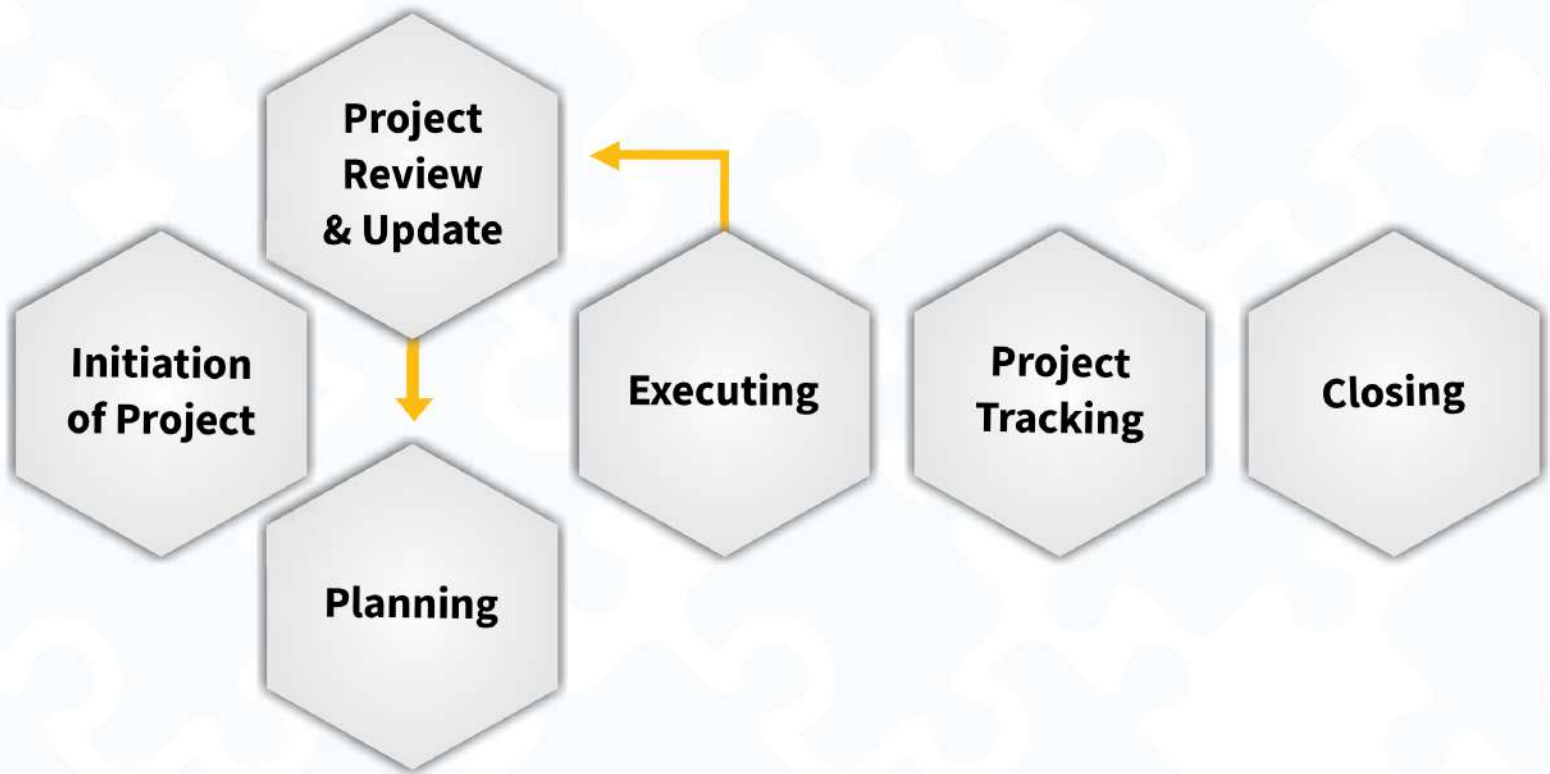 Project
Review
& Update
Initiation
of Project
Planning
Executing
Project
Tracking
Closing